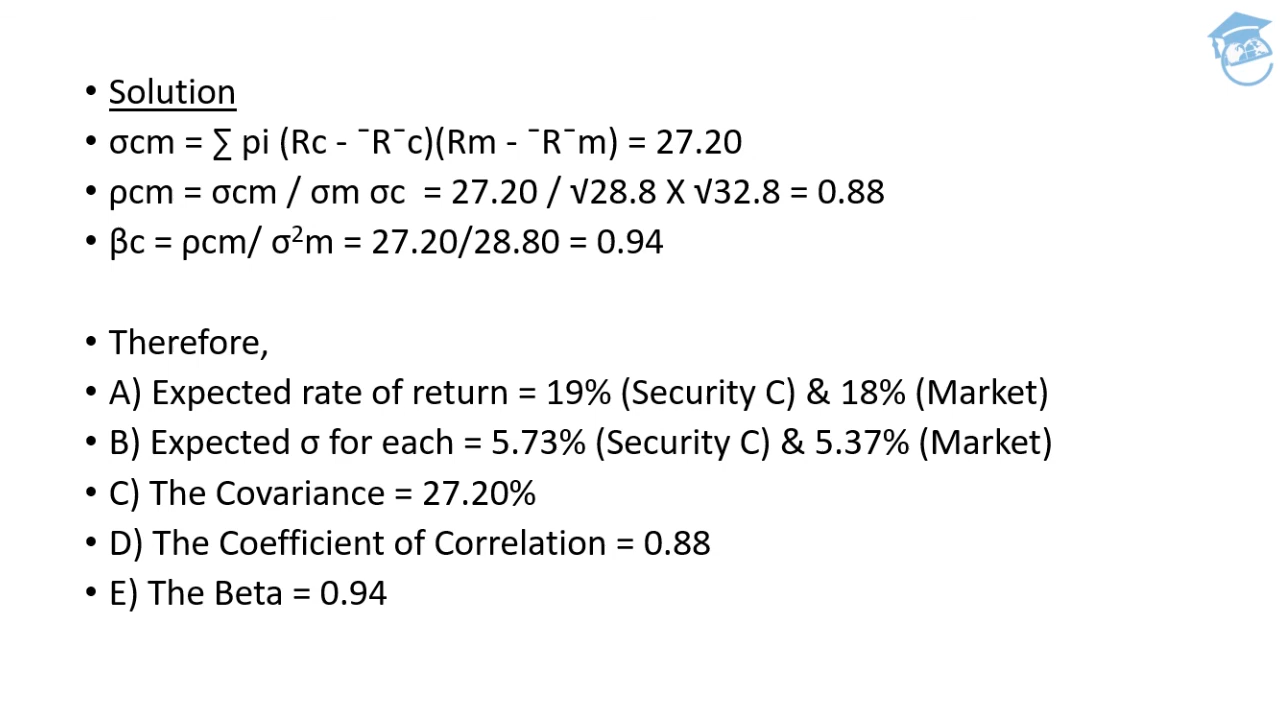 • Solution
• σcm = ∑ pi (Rc - ¯R¯c)(Rm - ¯R¯m) = 27.20
• ρcm = σcm / σm σc = 27.20 / √28.8 X √32.8 = 0.88
• βc = ρcm/ σ²m = 27.20/28.80 = 0.94
• Therefore,
• A) Expected rate of return = 19% (Security C) & 18% (Market)
• B) Expected σ for each = 5.73% (Security C) & 5.37% (Market)
• C) The Covariance = 27.20%
• D) The Coefficient of Correlation = 0.88
• E) The Beta = 0.94